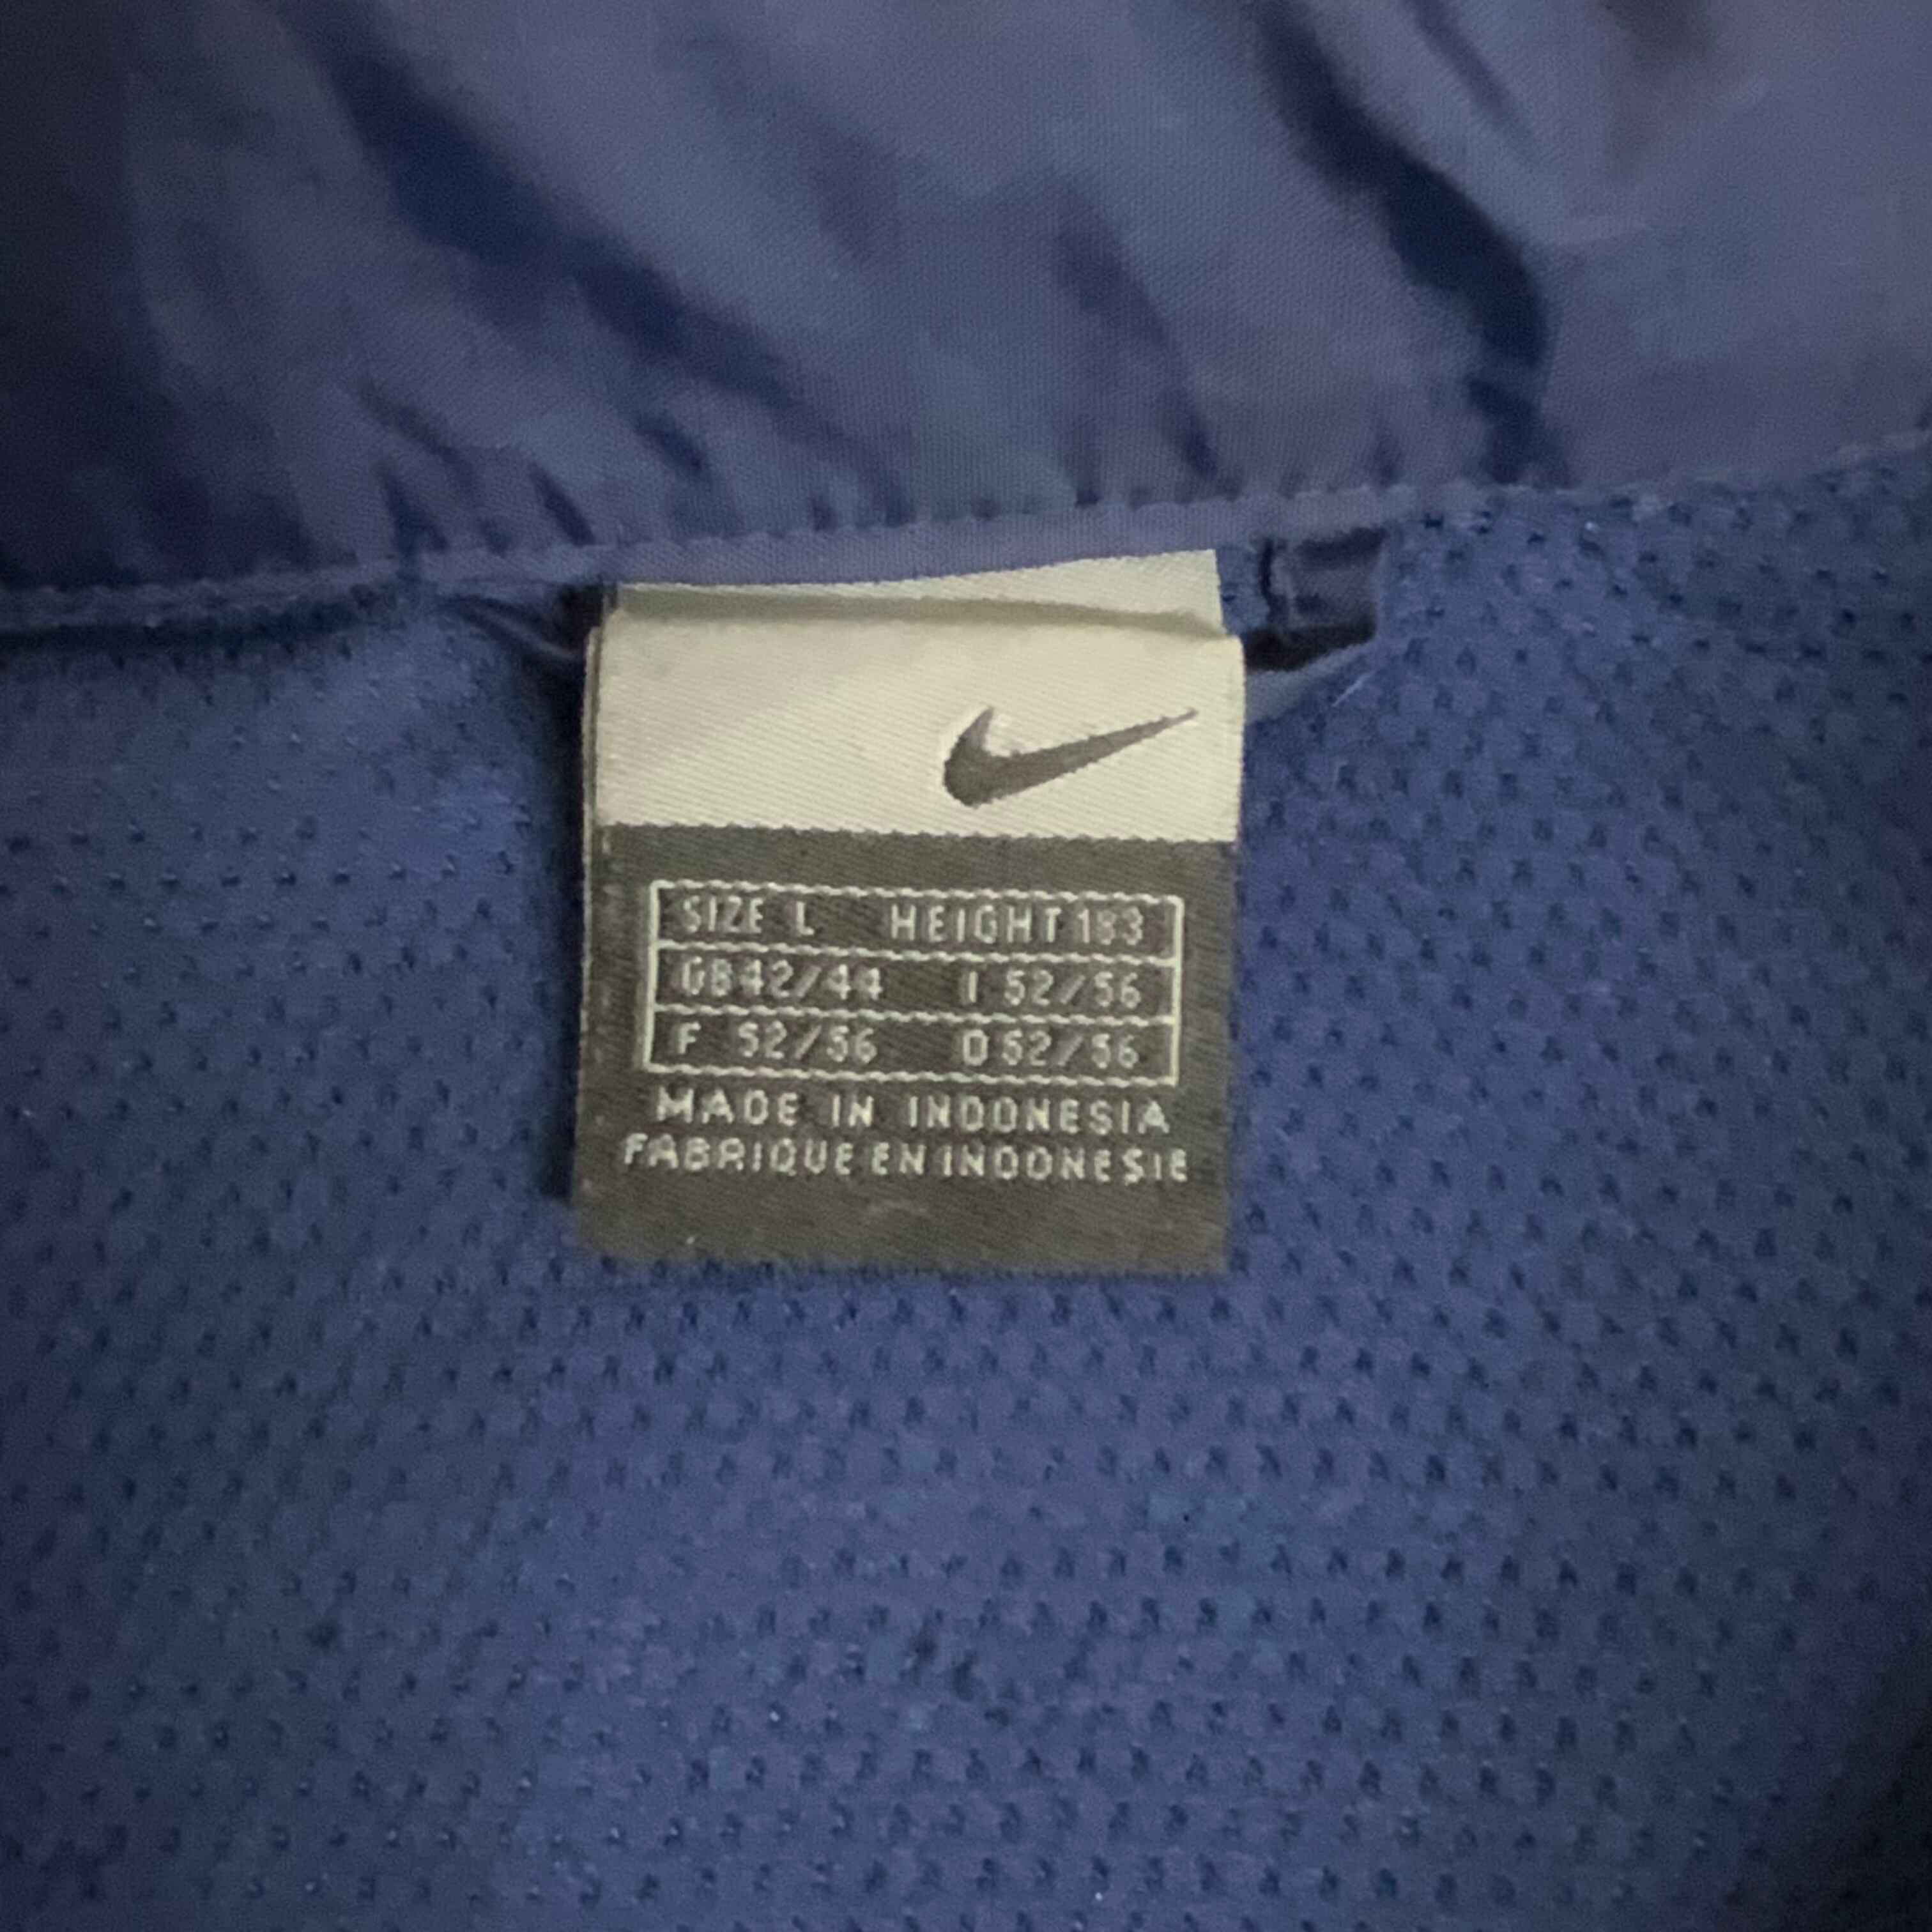 SIZE L HEIGHT 183
GB 42/44 I 52/56
F 52/56 D 52/56
MADE IN INDONESIA
FABRIQUE EN INDONESIE